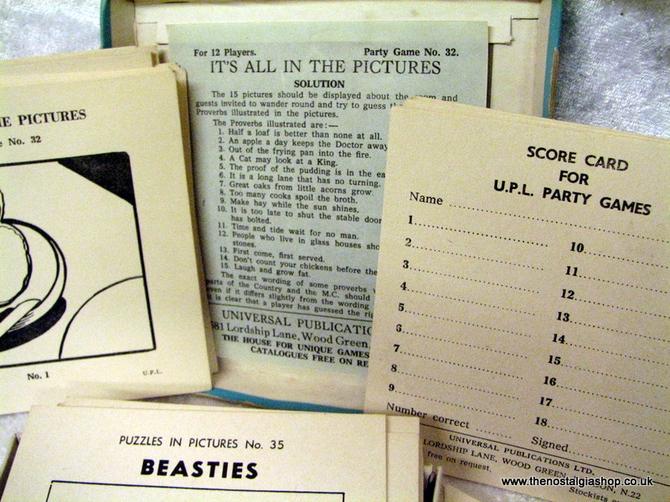 For 12 Players. Party Game No. 32.
IT'S ALL IN THE PICTURES
SOLUTION
The 15 pictures should be displayed about the room and
guests invited to wander round and try to guess the
Proverbs illustrated in the pictures.
The Proverbs illustrated are:—
1. Half a loaf is better than none at all.
2. An apple a day keeps the Doctor away
3. Out of the frying pan into the fire.
4. A Cat may look at a King.
5. The proof of the pudding is in the ea
6. It is a long lane that has no turning.
7. Great oaks from little acorns grow.
8. Too many cooks spoil the broth.
9. Make hay while the sun shines,
10. It is too late to shut the stable door
has bolted.
11. Time and tide wait for no man.
12. People who live in glass houses sho
stones.
13. First come, first served.
14. Don't count your chickens before the
15. Laugh and grow fat.
The exact wording of some proverbs
parts of the Country and the M.C. should
even if it differs slightly from the wording
it is clear that a player has guessed the rig
UNIVERSAL PUBLICATIO
81 Lordship Lane, Wood Green,
THE HOUSE FOR UNIQUE GAMES
CATALOGUES FREE ON RE
E PICTURES
No. 32
No. 1 U.P.L.
SCORE CARD
FOR
U.P.L. PARTY GAMES
Name
1.
2.
3.
4.
5.
6.
7.
8.
9.
10.
11.
12.
13.
14.
15.
16.
17.
18.
Number correct Signed
UNIVERSAL PUBLICATIONS LTD.
LORDSHIP LANE, WOOD GREEN, ON, N.22
free on request. Stockists
PUZZLES IN PICTURES No. 35
BEASTIES
www.thenostalgiashop.co.uk